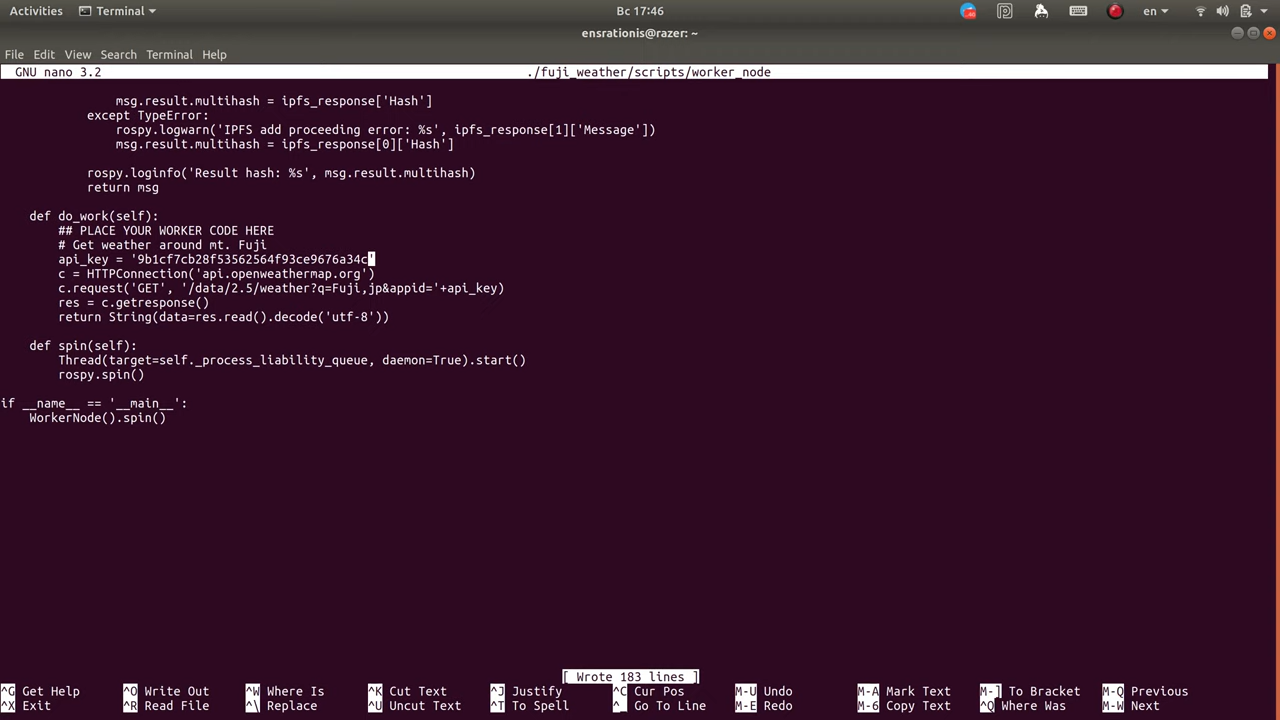 Activities Terminal Bc 17:46 en
ensrationis@razer: ~
File Edit View Search Terminal Help
GNU nano 3.2 ./fuji_weather/scripts/worker_node
msg.result.multihash = ipfs_response['Hash']
except TypeError:
rospy.logwarn('IPFS add proceeding error: %s', ipfs_response[1]['Message'])
msg.result.multihash = ipfs_response[0]['Hash']
rospy.loginfo('Result hash: %s', msg.result.multihash)
return msg
def do_work(self):
## PLACE YOUR WORKER CODE HERE
# Get weather around mt. Fuji
api_key = '9b1cf7cb28f53562564f93ce9676a34c'
c = HTTPConnection('api.openweathermap.org')
c.request('GET', '/data/2.5/weather?q=Fuji,jp&appid='+api_key)
res = c.getresponse()
return String(data=res.read().decode('utf-8'))
def spin(self):
Thread(target=self._process_liability_queue, daemon=True).start()
rospy.spin()
if __name__ == '__main__':
WorkerNode().spin()
[ Wrote 183 lines ]
^G Get Help ^O Write Out ^W Where Is ^K Cut Text ^J Justify ^C Cur Pos M-U Undo M-A Mark Text M-] To Bracket M-Q Previous
^X Exit ^R Read File ^\ Replace ^U Uncut Text ^T To Spell ^_ Go To Line M-E Redo M-6 Copy Text ^Q Where Was M-W Next